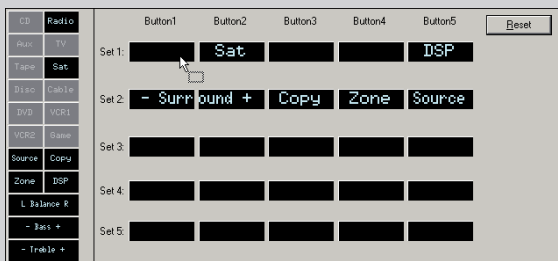 CD Radio
Aux TV
Tape Sat
Disc Cable
DVD VCR1
VCR2 Game
Source Copy
Zone DSP
L Balance R
- Bass +
- Treble +
Button1 Button2 Button3 Button4 Button5
Reset
Set 1: Sat DSP
Set 2: - Surround + Copy Zone Source
Set 3:
Set 4:
Set 5: